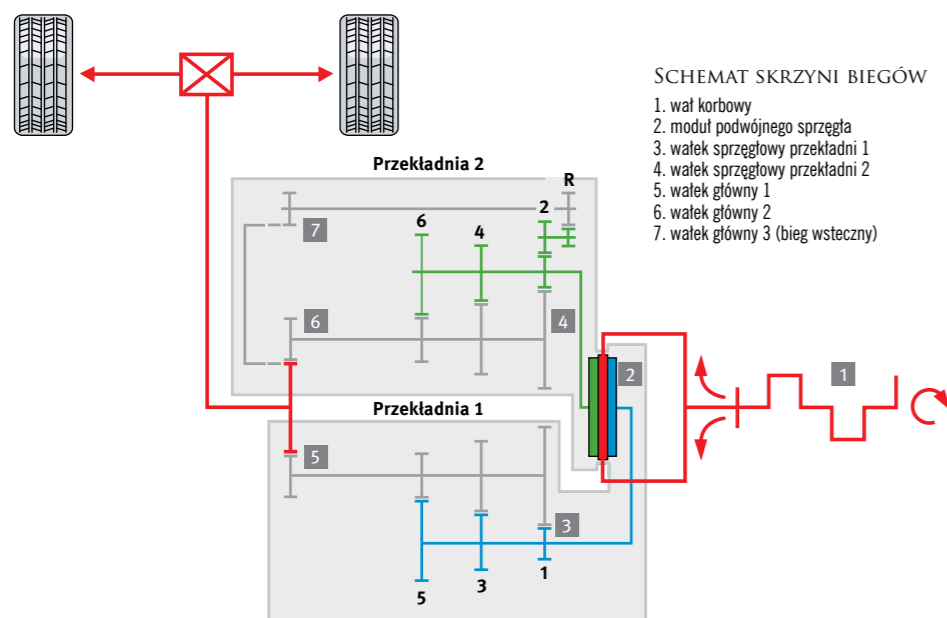 SCHEMAT SKRZYNI BIEGÓW
1. wał korbowy
2. moduł podwójnego sprzęgła
3. wałek sprzęgłowy przekładni 1
4. wałek sprzęgłowy przekładni 2
5. wałek główny 1
6. wałek główny 2
7. wałek główny 3 (bieg wsteczny)
Przekładnia 2
R
2
7
6
4
6
4
2
1
Przekładnia 1
5
3
5
3
1